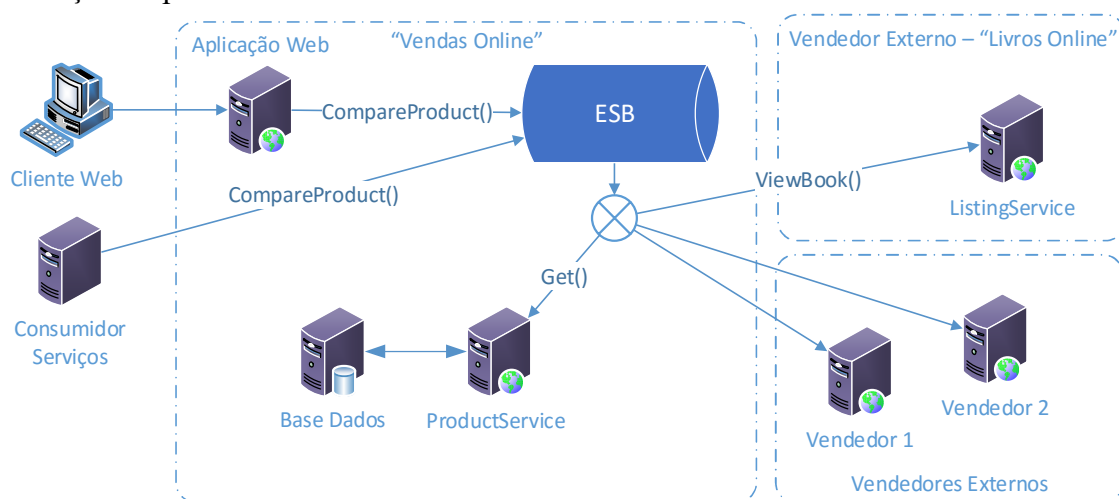 Aplicação Web
“Vendas Online”
Vendedor Externo – “Livros Online”
CompareProduct()
ESB
Cliente Web
CompareProduct()
ViewBook()
ListingService
Get()
Consumidor
Serviços
Base Dados
ProductService
Vendedor 1
Vendedor 2
Vendedores Externos